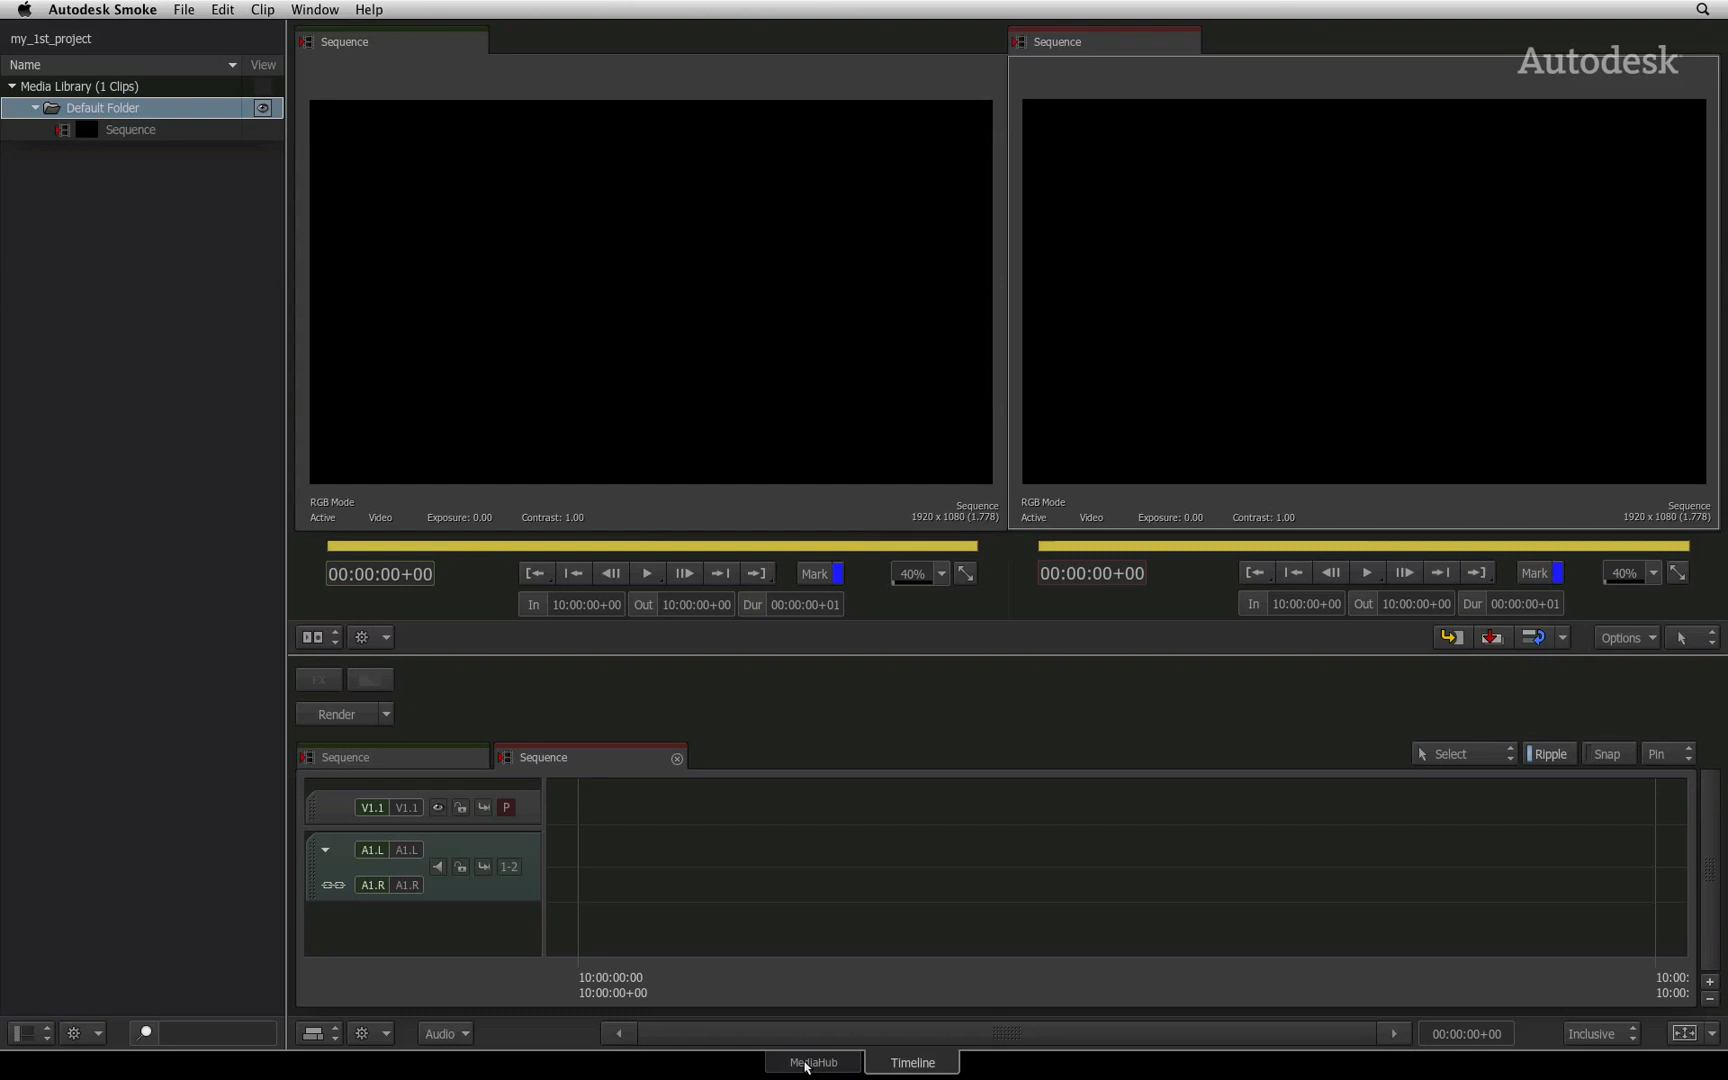 Autodesk Smoke File Edit Clip Window Help
my_1st_project
Name View
Media Library (1 Clips)
Default Folder
Sequence
Sequence
Sequence
Autodesk
RGB Mode
Active Video Exposure: 0.00 Contrast: 1.00
Sequence
1920 x 1080 (1.778)
RGB Mode
Active Video Exposure: 0.00 Contrast: 1.00
Sequence
1920 x 1080 (1.778)
00:00:00+00 Mark 40%
In 10:00:00+00 Out 10:00:00+00 Dur 00:00:00+01
00:00:00+00 Mark 40%
In 10:00:00+00 Out 10:00:00+00 Dur 00:00:00+01
Options
FX
Render
Sequence Sequence
Select Ripple Snap Pin
V1.1 V1.1 P
A1.L A1.L
1-2
A1.R A1.R
10:00:00:00 10:00:
10:00:00+00 10:00:
Audio 00:00:00+00 Inclusive
MediaHub Timeline